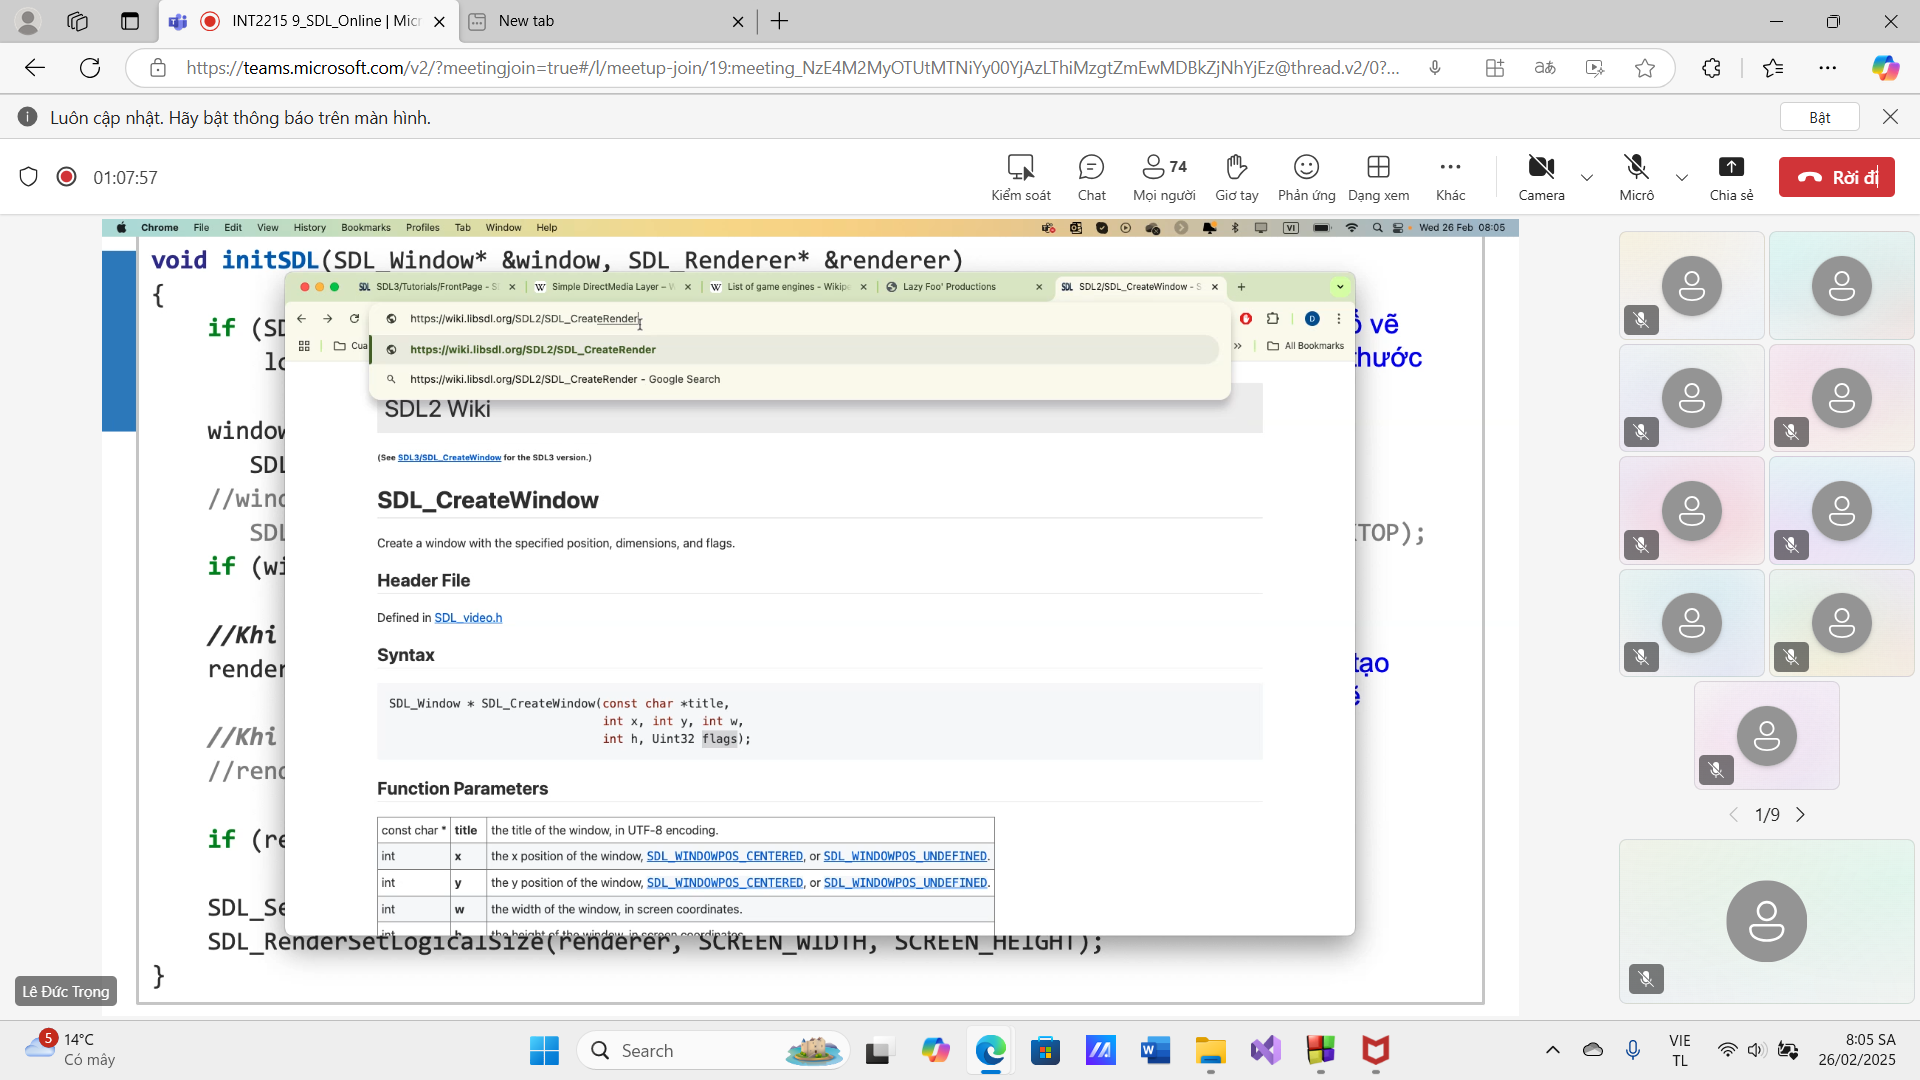 INT2215 9_SDL_Online | Micr
New tab
https://teams.microsoft.com/v2/?meetingjoin=true#/l/meetup-join/19:meeting_NzE4M2MyOTUtMTNiYy00YjAzLThiMzgtZmEwMDBkZjNhYjEz@thread.v2/0?...
Luôn cập nhật. Hãy bật thông báo trên màn hình.
Bật
01:07:57
Kiểm soát
Chat
74
Mọi người
Giơ tay
Phản ứng
Dạng xem
Khác
Camera
Micrô
Chia sẻ
Rời đi
Chrome File Edit View History Bookmarks Profiles Tab Window Help
VI
Wed 26 Feb 08:05
void initSDL(SDL_Window* &window, SDL_Renderer* &renderer)
{
if (SD
vẽ
thước
window
SDL
//wind
SDL
TOP);
if (wi
//Khi
render
tạo
//Khi
//rend
if (re
SDL_Se
SDL_RenderSetLogicalSize(renderer, SCREEN_WIDTH, SCREEN_HEIGHT);
}
SDL3/Tutorials/FrontPage - S
Simple DirectMedia Layer – W
List of game engines - Wikipe
Lazy Foo' Productions
SDL2/SDL_CreateWindow - S
https://wiki.libsdl.org/SDL2/SDL_CreateRender
D
Cua
https://wiki.libsdl.org/SDL2/SDL_CreateRender
All Bookmarks
https://wiki.libsdl.org/SDL2/SDL_CreateRender - Google Search
SDL2 Wiki
(See SDL3/SDL_CreateWindow for the SDL3 version.)
SDL_CreateWindow
Create a window with the specified position, dimensions, and flags.
Header File
Defined in SDL_video.h
Syntax
SDL_Window * SDL_CreateWindow(const char *title,
int x, int y, int w,
int h, Uint32 flags);
Function Parameters
const char * title the title of the window, in UTF-8 encoding.
int x the x position of the window, SDL_WINDOWPOS_CENTERED, or SDL_WINDOWPOS_UNDEFINED.
int y the y position of the window, SDL_WINDOWPOS_CENTERED, or SDL_WINDOWPOS_UNDEFINED.
int w the width of the window, in screen coordinates.
int h the height of the window, in screen coordinates.
1/9
Lê Đức Trọng
5
14°C
Có mây
Search
VIE
TL
8:05 SA
26/02/2025